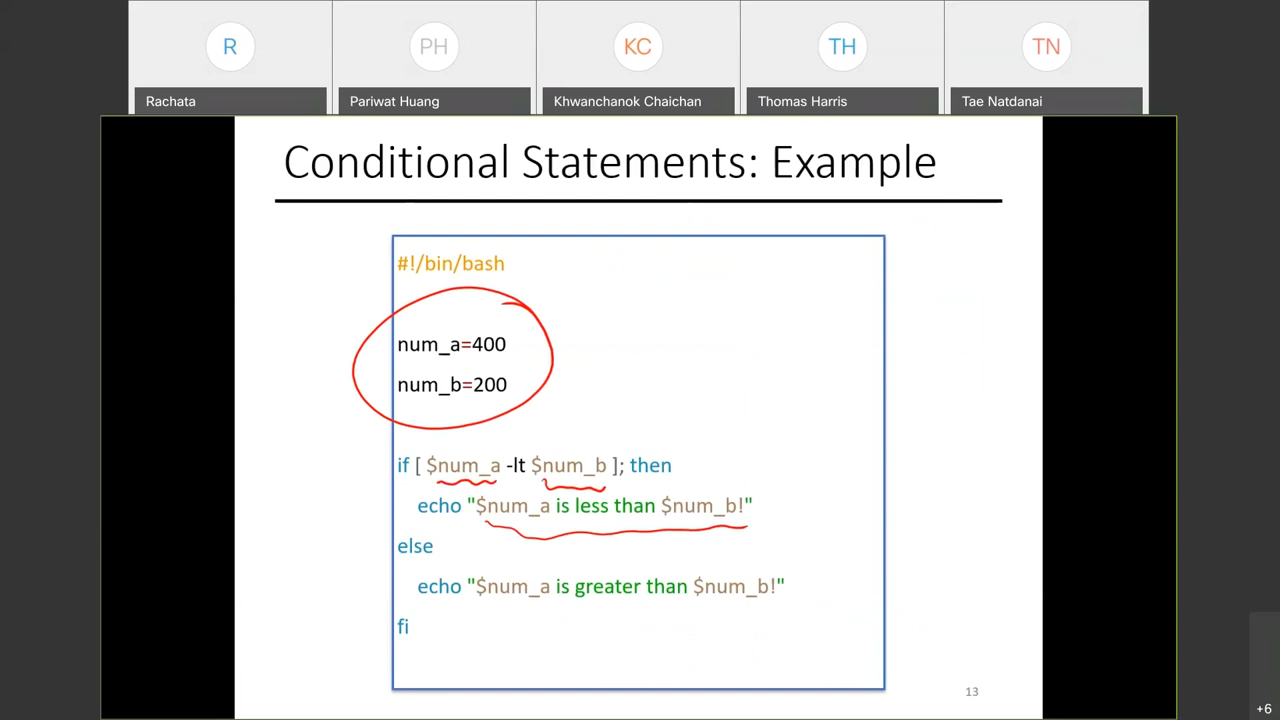 R
PH
KC
TH
TN
Rachata
Pariwat Huang
Khwanchanok Chaichan
Thomas Harris
Tae Natdanai
Conditional Statements: Example
#!/bin/bash
num_a=400
num_b=200
if [ $num_a -lt $num_b ]; then
echo "$num_a is less than $num_b!"
else
echo "$num_a is greater than $num_b!"
fi
13
+6